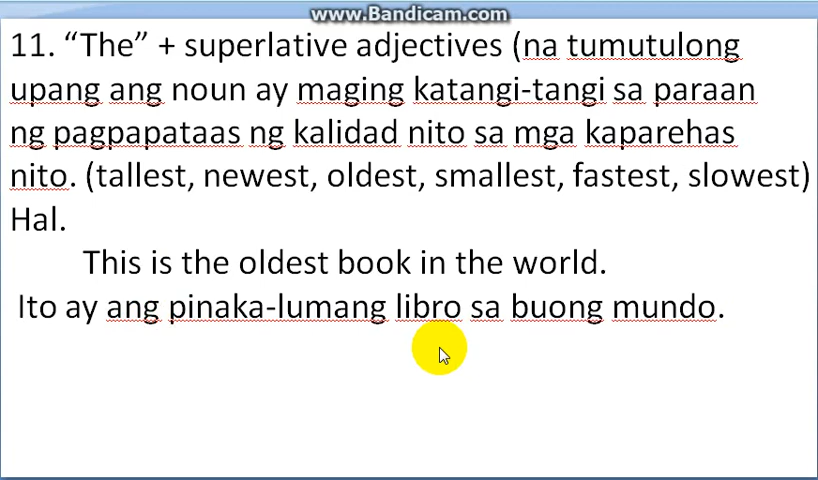 www.Bandicam.com
11. “The” + superlative adjectives (na tumutulong
upang ang noun ay maging katangi-tangi sa paraan
ng pagpapataas ng kalidad nito sa mga kaparehas
nito. (tallest, newest, oldest, smallest, fastest, slowest)
Hal.
This is the oldest book in the world.
Ito ay ang pinaka-lumang libro sa buong mundo.